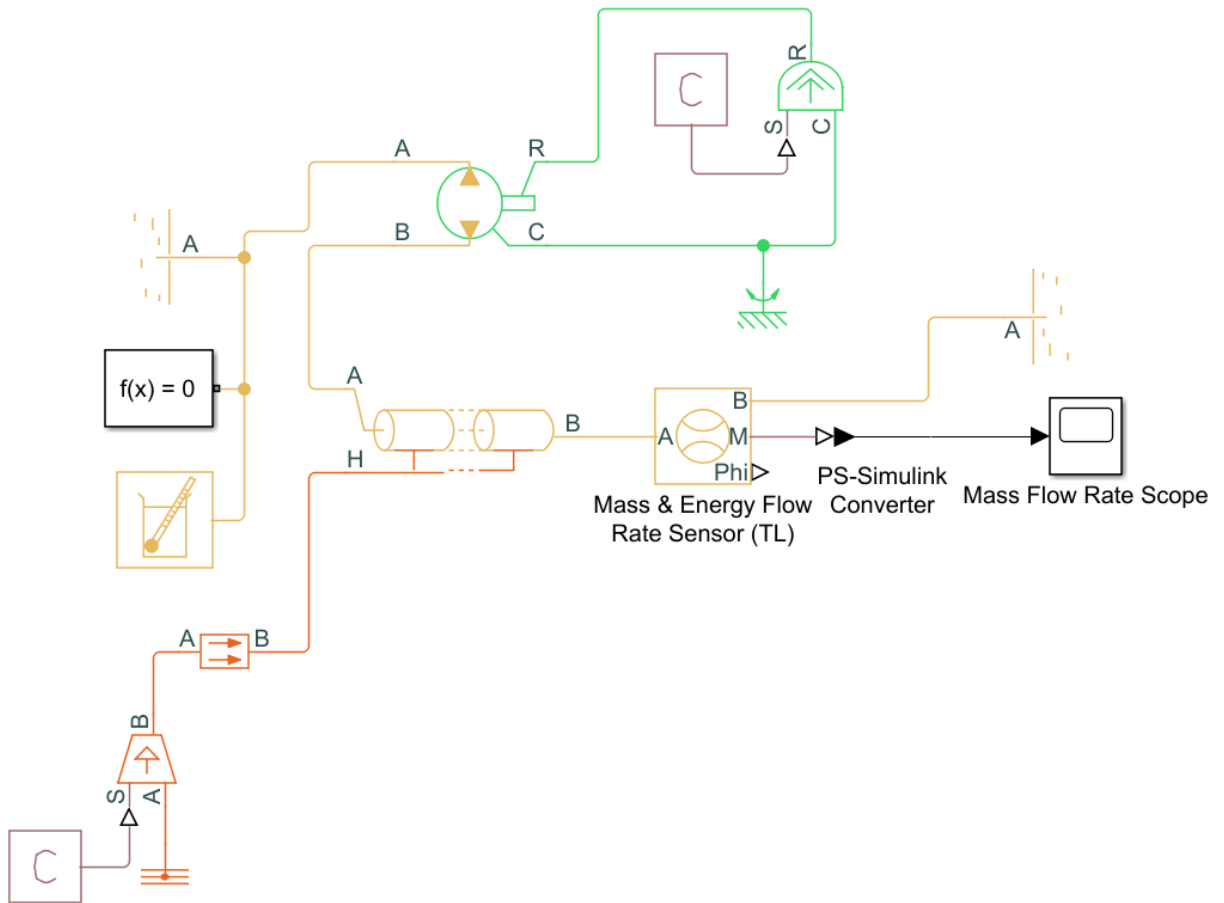 R
C
S
C
A
R
B
C
A
A
f(x) = 0
A
B
H
B
A
M
Phi
Mass & Energy Flow
Rate Sensor (TL)
PS-Simulink
Converter
Mass Flow Rate Scope
A
B
B
S
A
C